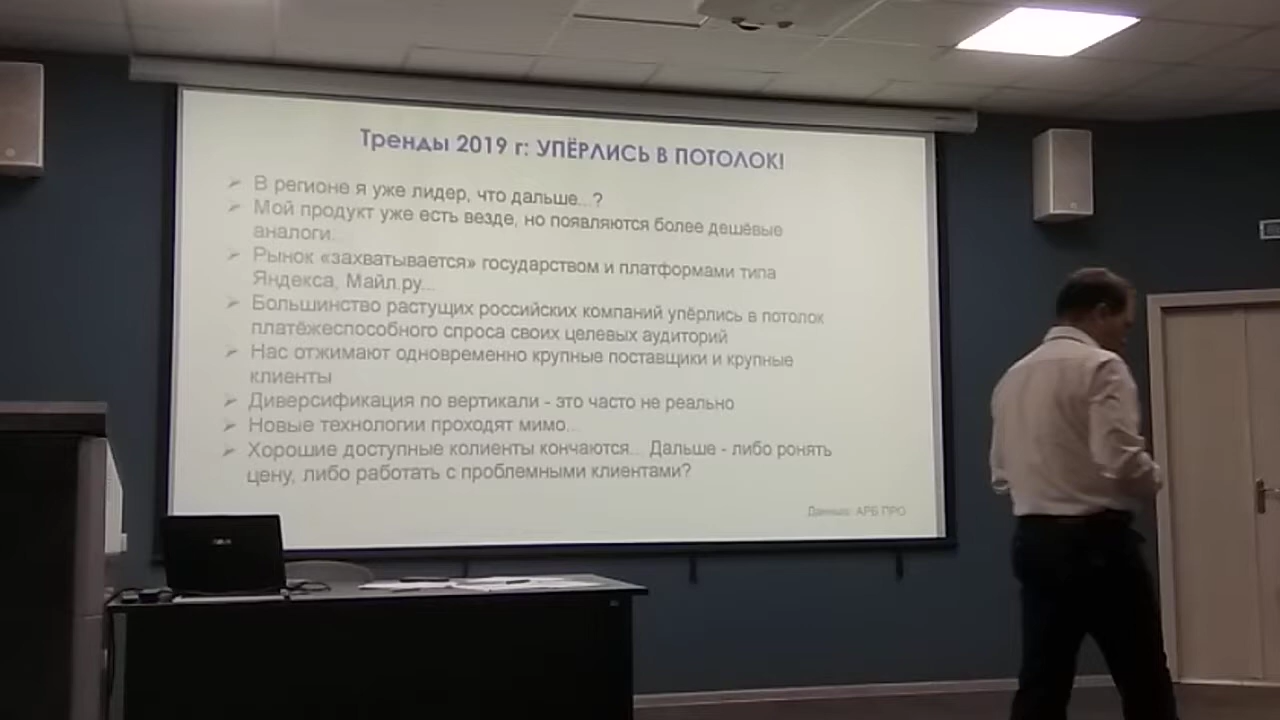 Тренды 2019 г: УПЁРЛИСЬ В ПОТОЛОК!
В регионе я уже лидер, что дальше...?
Мой продукт уже есть везде, но появляются более дешёвые
аналоги...
Рынок «захватывается» государством и платформами типа
Яндекса, Майл.ру...
Большинство растущих российских компаний упёрлись в потолок
платёжеспособного спроса своих целевых аудиторий
Нас отжимают одновременно крупные поставщики и крупные
клиенты
Диверсификация по вертикали - это часто не реально
Новые технологии проходят мимо...
Хорошие доступные колиенты кончаются... Дальше - либо ронять
цену, либо работать с проблемными клиентами?
Данные: АРБ ПРО